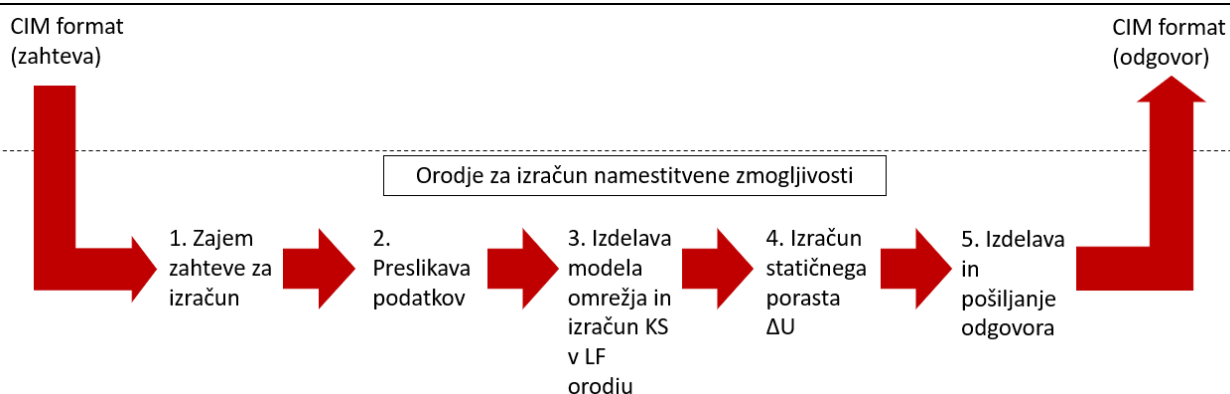 CIM format
(zahteva)
CIM format
(odgovor)
Orodje za izračun namestitvene zmogljivosti
1. Zajem
zahteve za
izračun
2.
Preslikava
podatkov
3. Izdelava
modela
omrežja in
izračun KS
v LF
orodju
4. Izračun
statičnega
porasta
ΔU
5. Izdelava
in
pošiljanje
odgovora